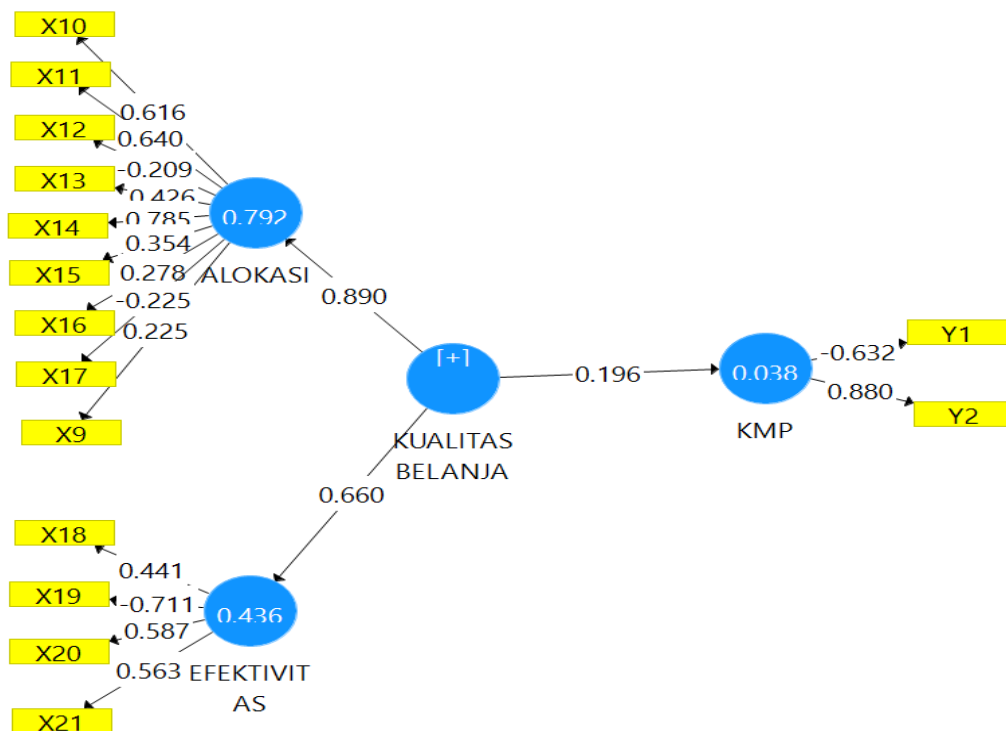 X10
X11
X12
X13
X14
X15
X16
X17
X9
0.616
0.640
-0.209
0.426
0.785
0.354
0.278
-0.225
0.225
0.792
ALOKASI
0.890
[+]
KUALITAS
BELANJA
0.196
0.038
KMP
-0.632
0.880
Y1
Y2
0.660
X18
X19
X20
X21
0.441
-0.711
0.587
0.563
0.436
EFEKTIVIT
AS